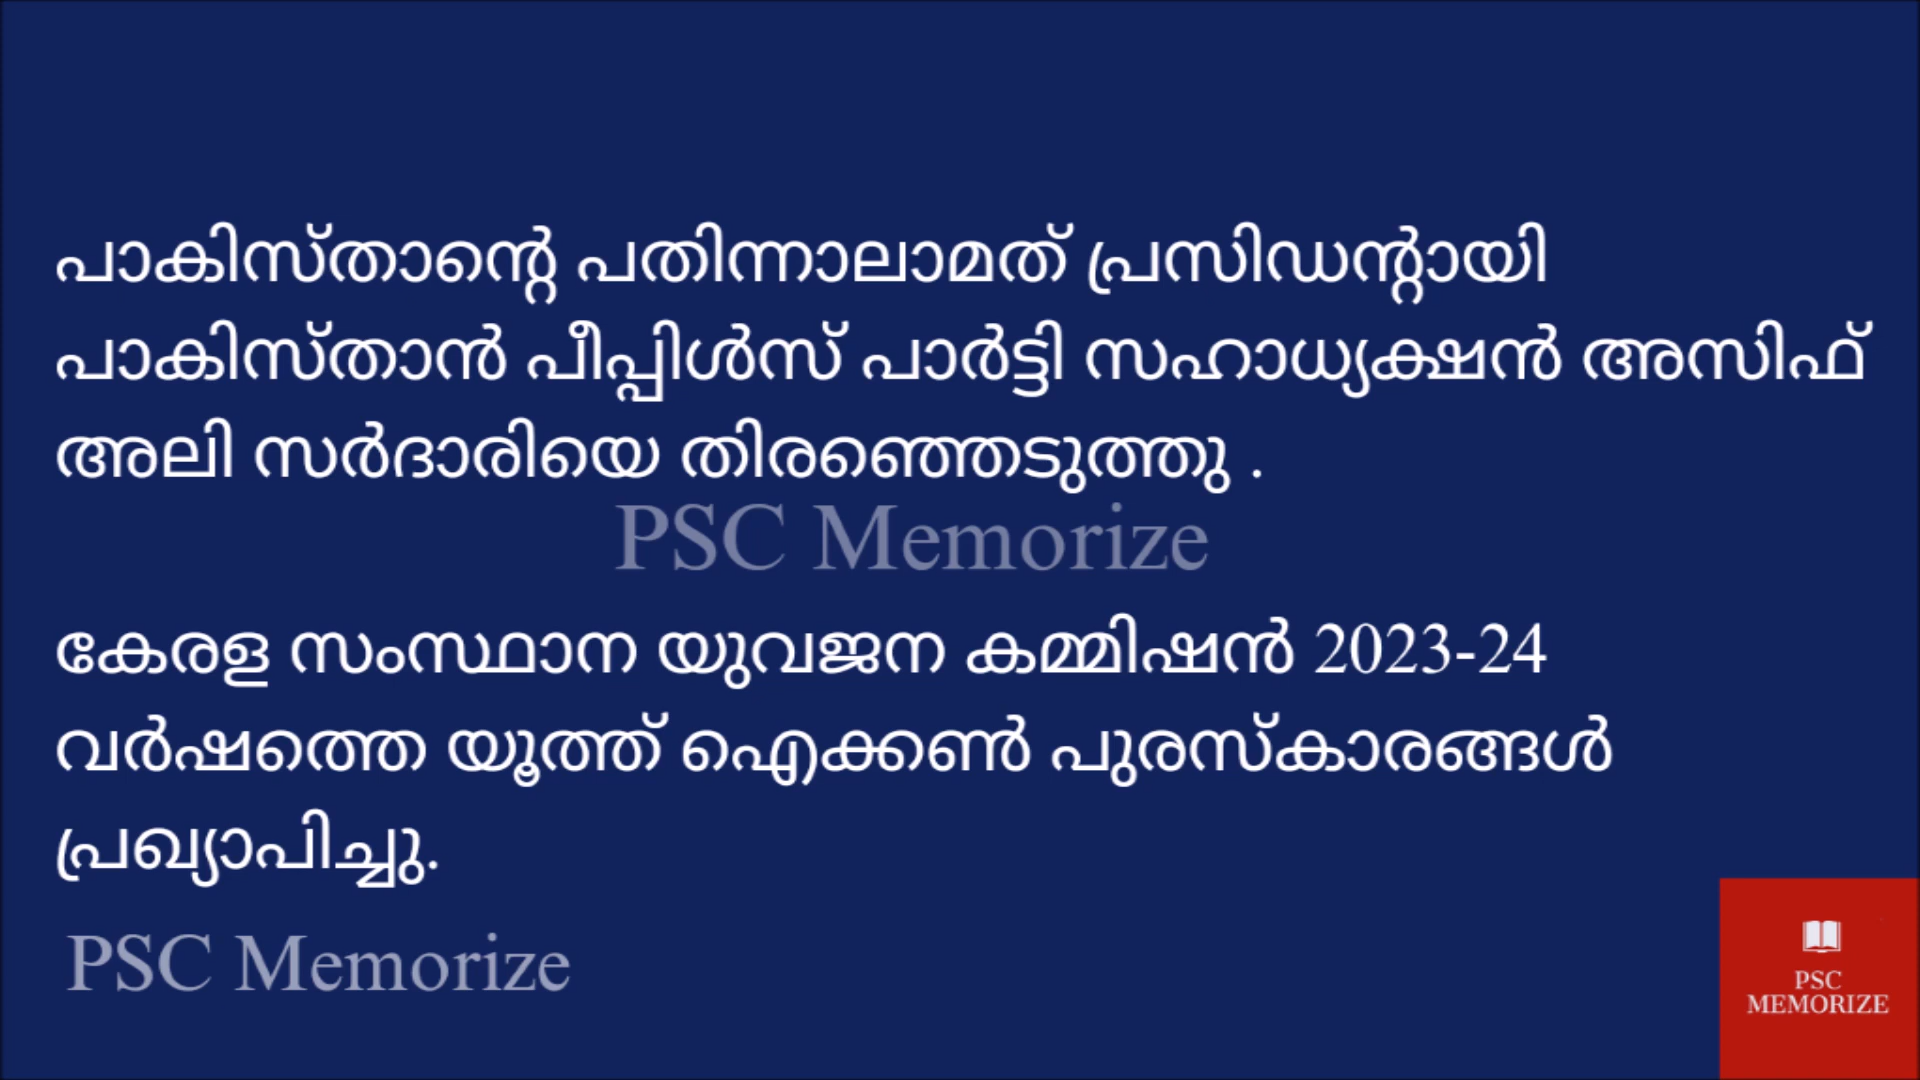 പാകിസ്താന്റെ പതിന്നാലാമത് പ്രസിഡന്റായി
പാകിസ്താൻ പീപ്പിൾസ് പാർട്ടി സഹാധ്യക്ഷൻ അസിഫ്
അലി സർദാരിയെ തിരഞ്ഞെടുത്തു .
PSC Memorize
കേരള സംസ്ഥാന യുവജന കമ്മിഷൻ 2023-24
വർഷത്തെ യൂത്ത് ഐക്കൺ പുരസ്കാരങ്ങൾ
പ്രഖ്യാപിച്ചു.
PSC Memorize
PSC
MEMORIZE